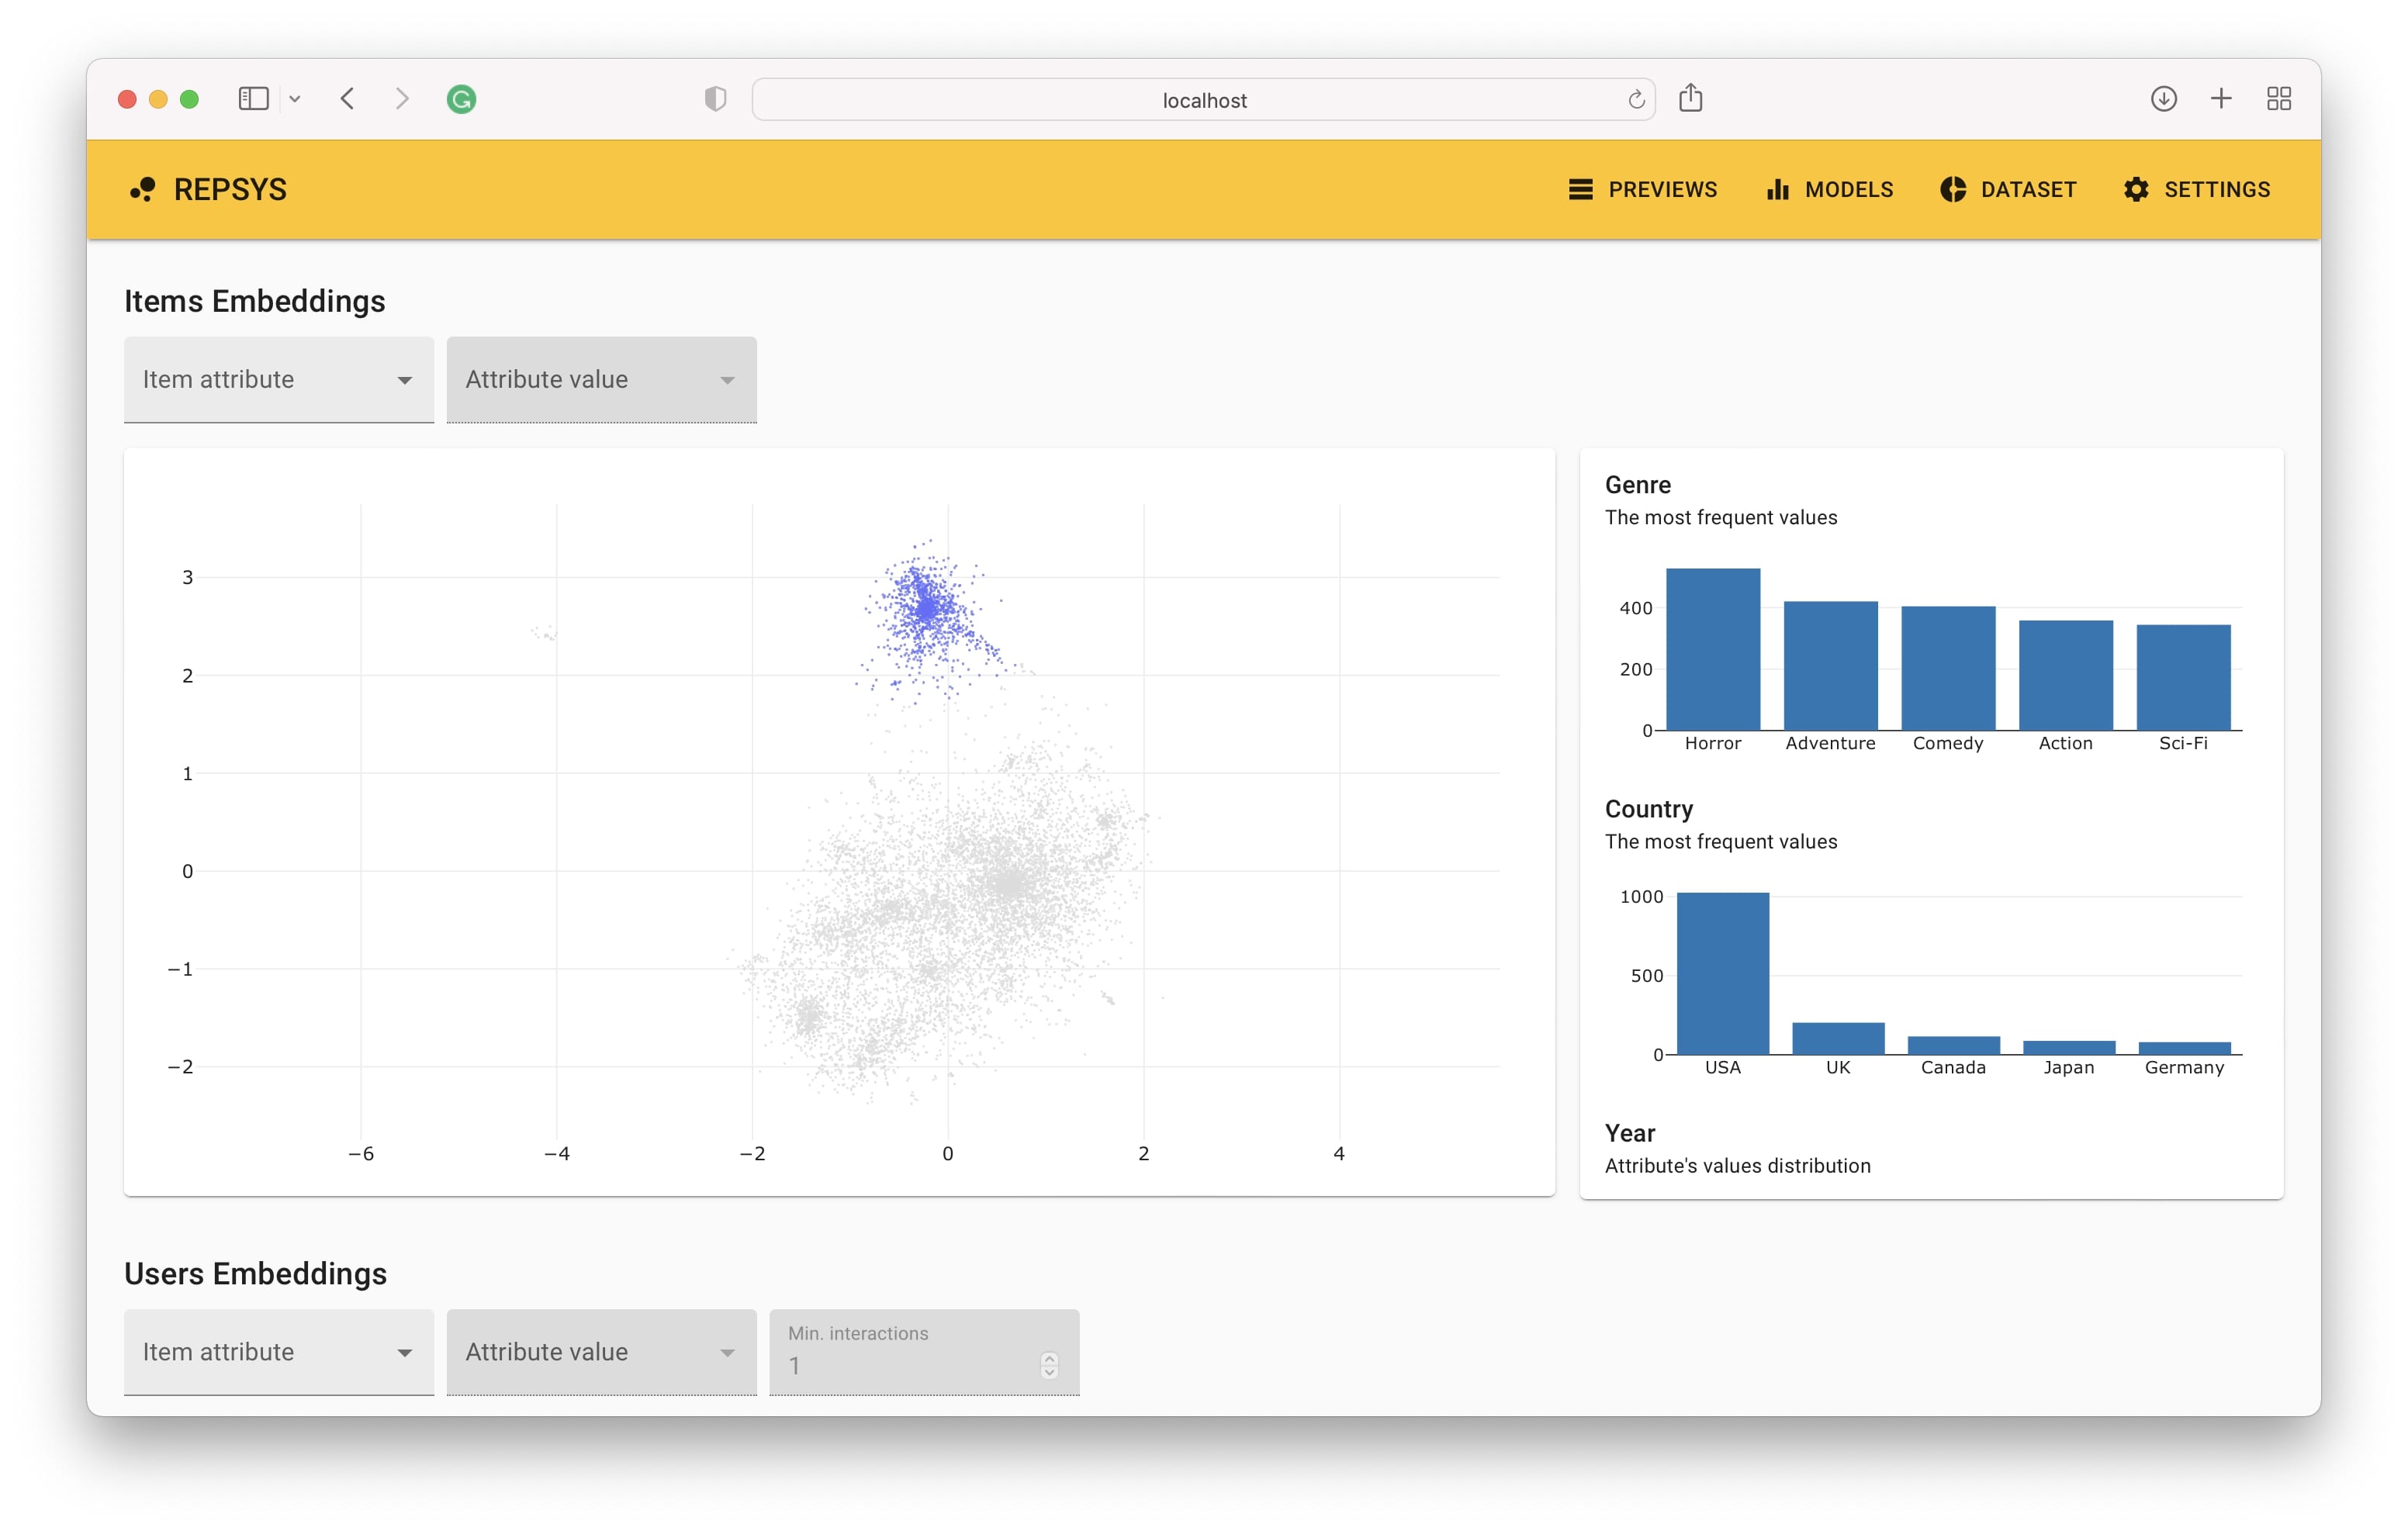 localhost
REPSYS
PREVIEWS MODELS DATASET SETTINGS
Items Embeddings
Item attribute Attribute value
3
2
1
0
−1
−2
−6 −4 −2 0 2 4
Genre
The most frequent values
400
200
0
Horror Adventure Comedy Action Sci-Fi
Country
The most frequent values
1000
500
0
USA UK Canada Japan Germany
Year
Attribute's values distribution
Users Embeddings
Item attribute Attribute value Min. interactions
1